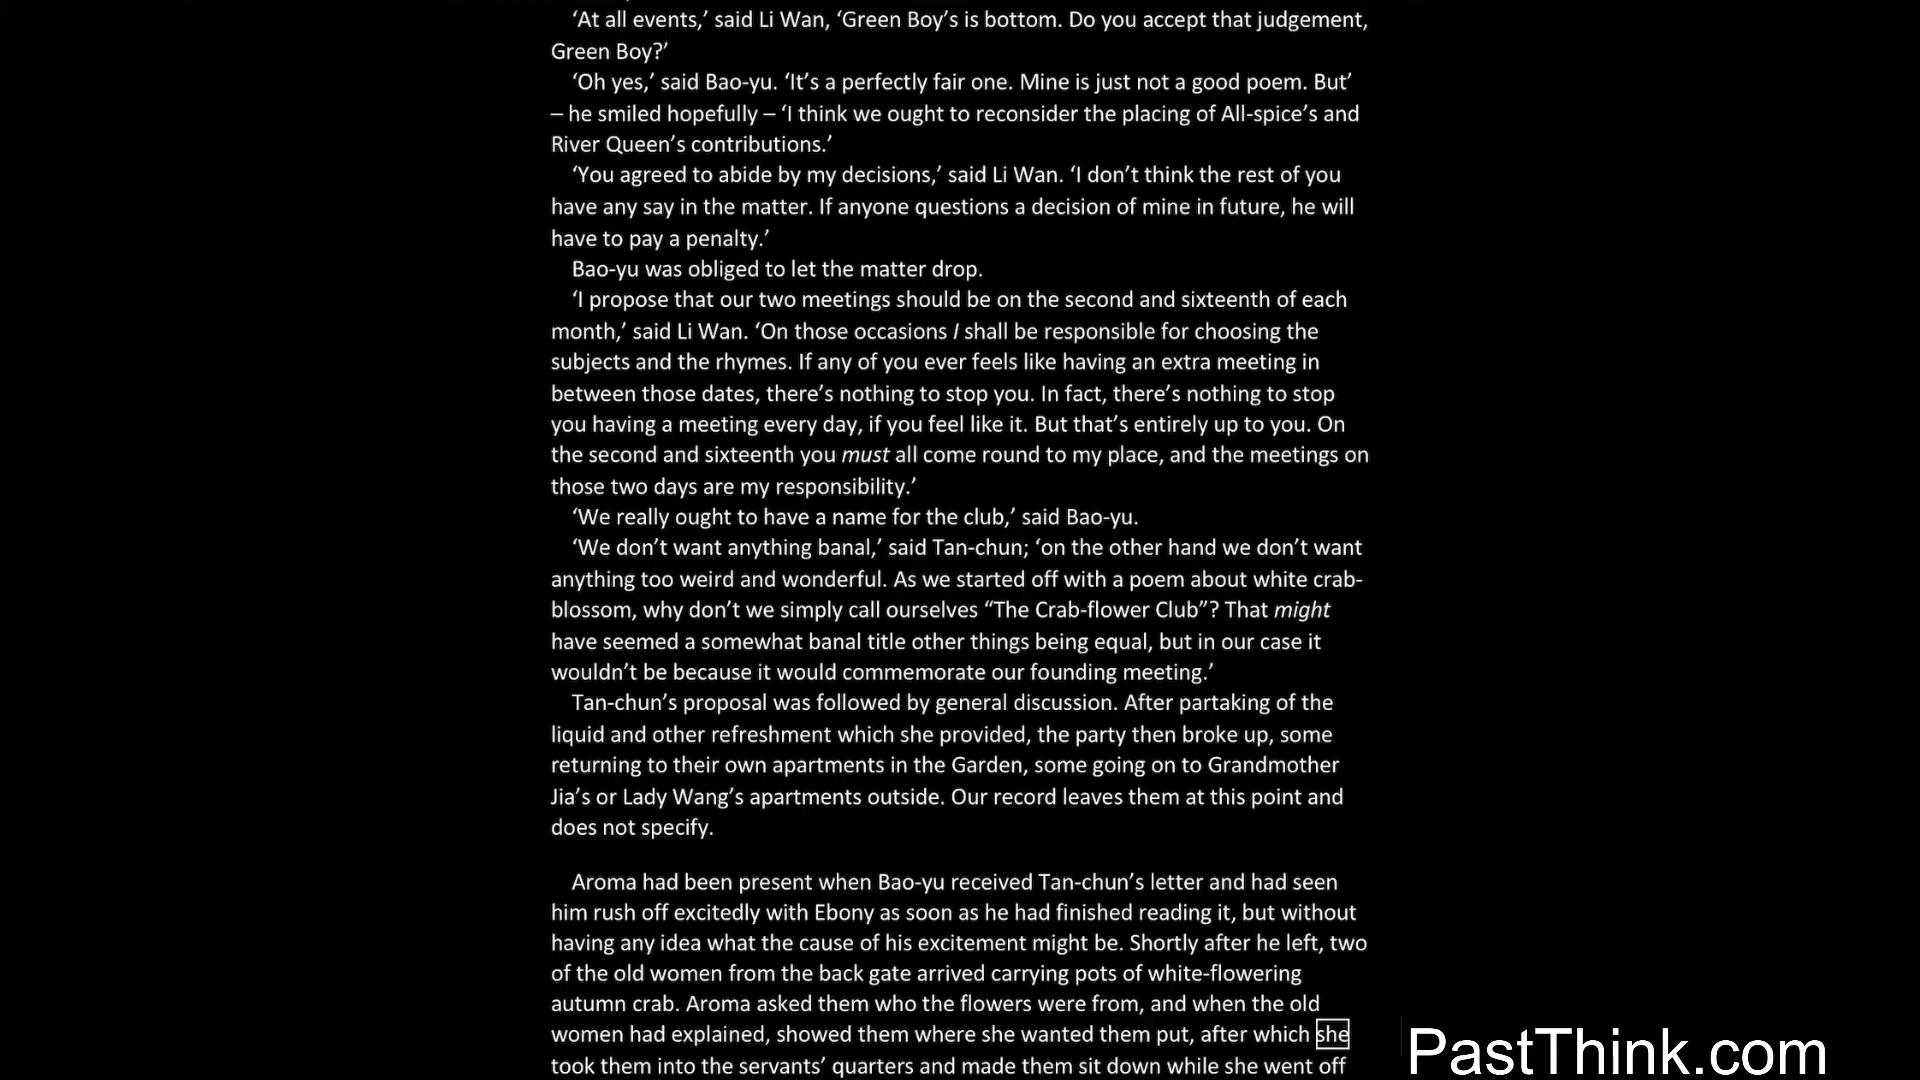 ‘At all events,’ said Li Wan, ‘Green Boy’s is bottom. Do you accept that judgement,
Green Boy?’
‘Oh yes,’ said Bao-yu. ‘It’s a perfectly fair one. Mine is just not a good poem. But’
– he smiled hopefully – ‘I think we ought to reconsider the placing of All-spice’s and
River Queen’s contributions.’
‘You agreed to abide by my decisions,’ said Li Wan. ‘I don’t think the rest of you
have any say in the matter. If anyone questions a decision of mine in future, he will
have to pay a penalty.’
Bao-yu was obliged to let the matter drop.
‘I propose that our two meetings should be on the second and sixteenth of each
month,’ said Li Wan. ‘On those occasions I shall be responsible for choosing the
subjects and the rhymes. If any of you ever feels like having an extra meeting in
between those dates, there’s nothing to stop you. In fact, there’s nothing to stop
you having a meeting every day, if you feel like it. But that’s entirely up to you. On
the second and sixteenth you must all come round to my place, and the meetings on
those two days are my responsibility.’
‘We really ought to have a name for the club,’ said Bao-yu.
‘We don’t want anything banal,’ said Tan-chun; ‘on the other hand we don’t want
anything too weird and wonderful. As we started off with a poem about white crab-
blossom, why don’t we simply call ourselves “The Crab-flower Club”? That might
have seemed a somewhat banal title other things being equal, but in our case it
wouldn’t be because it would commemorate our founding meeting.’
Tan-chun’s proposal was followed by general discussion. After partaking of the
liquid and other refreshment which she provided, the party then broke up, some
returning to their own apartments in the Garden, some going on to Grandmother
Jia’s or Lady Wang’s apartments outside. Our record leaves them at this point and
does not specify.
Aroma had been present when Bao-yu received Tan-chun’s letter and had seen
him rush off excitedly with Ebony as soon as he had finished reading it, but without
having any idea what the cause of his excitement might be. Shortly after he left, two
of the old women from the back gate arrived carrying pots of white-flowering
autumn crab. Aroma asked them who the flowers were from, and when the old
women had explained, showed them where she wanted them put, after which she
took them into the servants’ quarters and made them sit down while she went off
PastThink.com